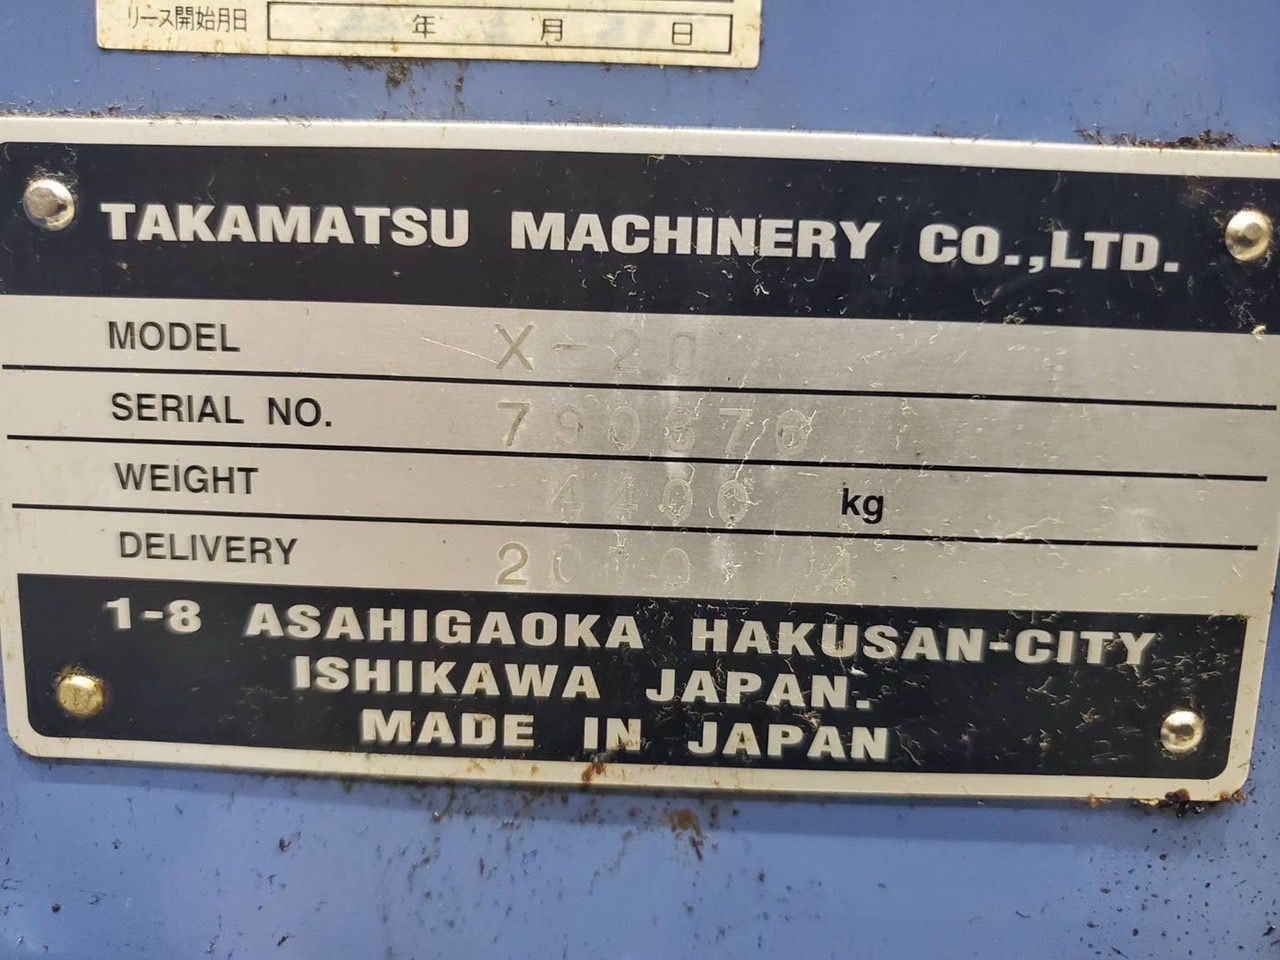 リース開始月日 年 月 日
TAKAMATSU MACHINERY CO.,LTD.
MODEL X-20
SERIAL NO.
WEIGHT 4400 kg
DELIVERY
1-8 ASAHIGAOKA HAKUSAN-CITY
ISHIKAWA JAPAN.
MADE IN JAPAN